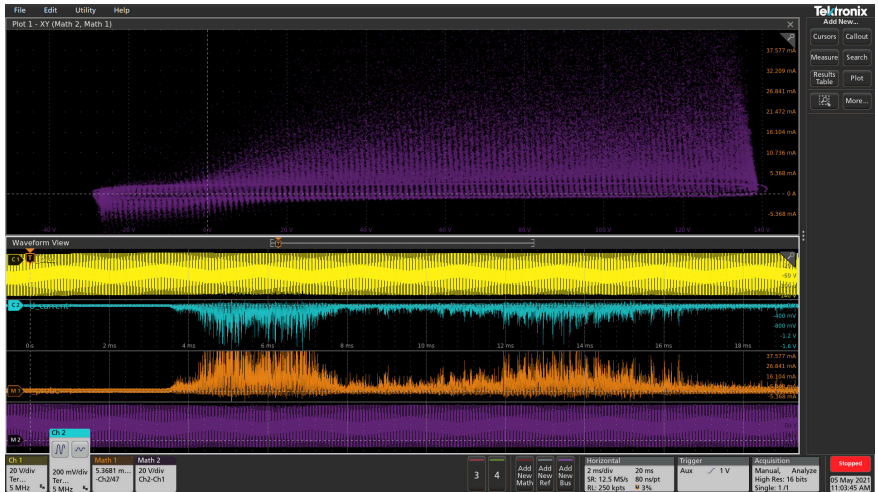 File Edit Utility Help
Tektronix
Add New...
Plot 1 - XY (Math 2, Math 1)
Cursors Callout
Measure Search
Results Table Plot
More...
37.577 mA
32.209 mA
26.841 mA
21.472 mA
16.104 mA
10.736 mA
5.368 mA
0 A
-5.368 mA
-40 V -20 V 0 V 20 V 40 V 60 V 80 V 100 V 120 V 140 V
Waveform View
C1 T
-50 V
C2
-400 mV
-800 mV
-1.2 V
-1.6 V
0 s 2 ms 4 ms 6 ms 8 ms 10 ms 12 ms 14 ms 16 ms 18 ms
37.577 mA
26.841 mA
16.104 mA
M1
-5.368 mA
M2
Ch 2
Ch 1 Math 1 Math 2
20 V/div 200 mV/div 5.3681 m... 20 V/div
Ter... Ter... -Ch2/47 Ch2-Ch1
5 MHz 5 MHz
3 4
Add New Math
Add New Ref
Add New Bus
Horizontal
2 ms/div 20 ms
SR: 12.5 MS/s 80 ns/pt
RL: 250 kpts 3%
Trigger
Aux 1 V
Acquisition
Manual, Analyze
High Res: 16 bits
Single: 1 /1
Stopped
05 May 2021
11:03:45 AM